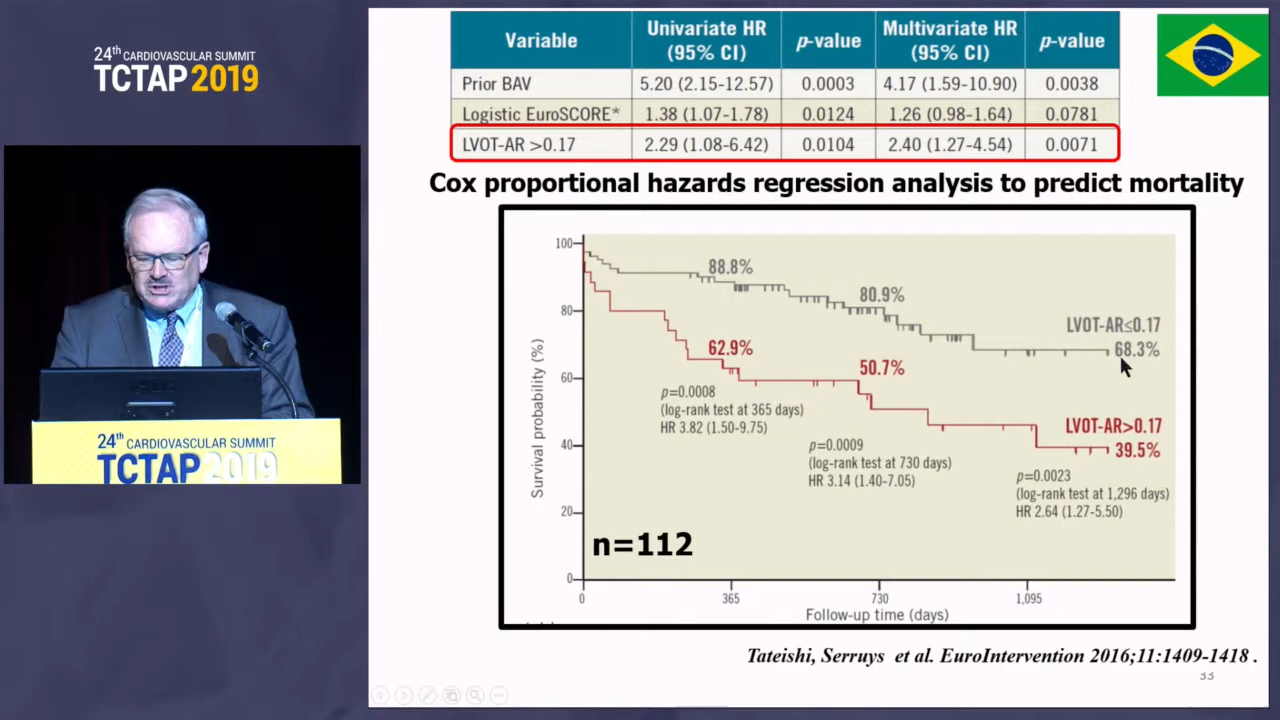 24th CARDIOVASCULAR SUMMIT
TCTAP 2019
Variable Univariate HR (95% CI) p-value Multivariate HR (95% CI) p-value
Prior BAV 5.20 (2.15-12.57) 0.0003 4.17 (1.59-10.90) 0.0038
Logistic EuroSCORE* 1.38 (1.07-1.78) 0.0124 1.26 (0.98-1.64) 0.0781
LVOT-AR >0.17 2.29 (1.08-6.42) 0.0104 2.40 (1.27-4.54) 0.0071
Cox proportional hazards regression analysis to predict mortality
Survival probability (%)
100
80
60
40
20
0
88.8%
80.9%
LVOT-AR≤0.17
68.3%
62.9%
50.7%
LVOT-AR>0.17
39.5%
p=0.0008
(log-rank test at 365 days)
HR 3.82 (1.50-9.75)
p=0.0009
(log-rank test at 730 days)
HR 3.14 (1.40-7.05)
p=0.0023
(log-rank test at 1,296 days)
HR 2.64 (1.27-5.50)
n=112
0 365 730 1,095
Follow-up time (days)
Tateishi, Serruys et al. EuroIntervention 2016;11:1409-1418 .
33
24th CARDIOVASCULAR SUMMIT
TCTAP 2019